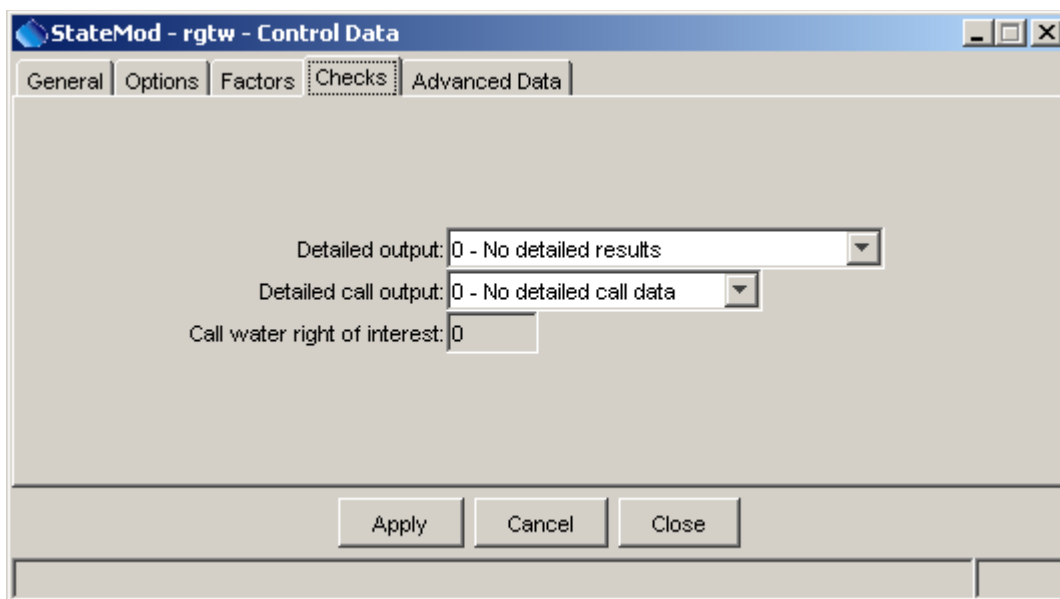 StateMod - rgtw - Control Data
General Options Factors Checks Advanced Data
Detailed output: 0 - No detailed results
Detailed call output: 0 - No detailed call data
Call water right of interest: 0
Apply Cancel Close